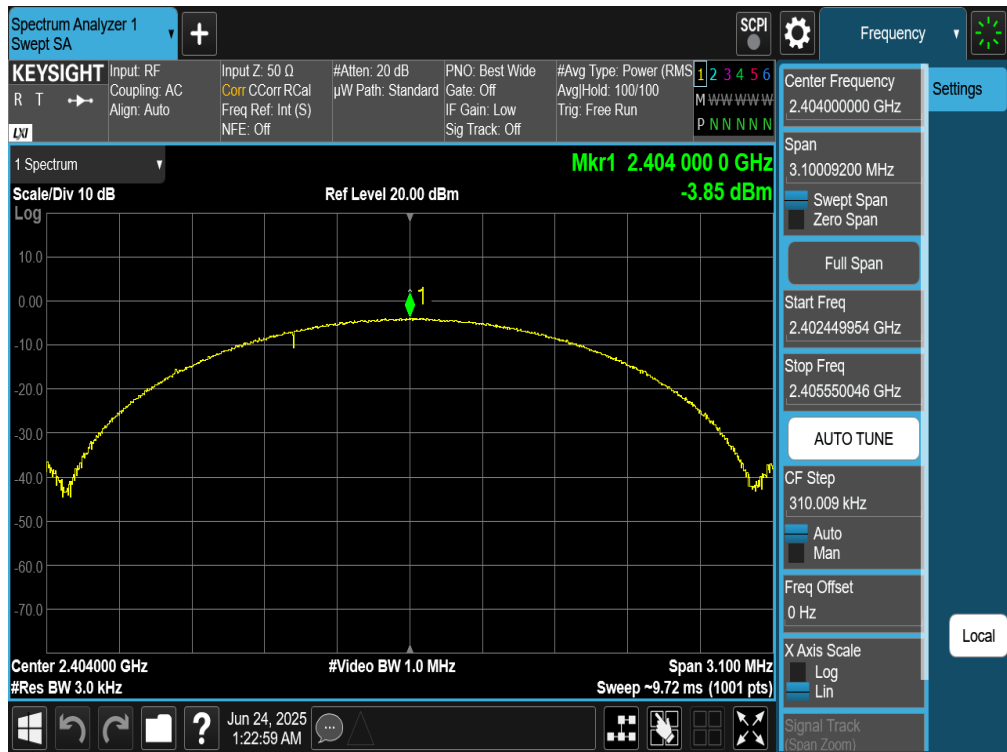 Spectrum Analyzer 1
Swept SA
+
SCPI
Frequency
KEYSIGHT
R T
LXI
Input: RF
Coupling: AC
Align: Auto
Input Z: 50 Ω
Corr CCorr RCal
Freq Ref: Int (S)
NFE: Off
#Atten: 20 dB
µW Path: Standard
PNO: Best Wide
Gate: Off
IF Gain: Low
Sig Track: Off
#Avg Type: Power (RMS
Avg|Hold: 100/100
Trig: Free Run
1 2 3 4 5 6
M W W W W W
P N N N N N
1 Spectrum
Mkr1 2.404 000 0 GHz
Scale/Div 10 dB
Ref Level 20.00 dBm
-3.85 dBm
Log
10.0
0.00
-10.0
-20.0
-30.0
-40.0
-50.0
-60.0
-70.0
1
Center 2.404000 GHz
#Video BW 1.0 MHz
Span 3.100 MHz
#Res BW 3.0 kHz
Sweep ~9.72 ms (1001 pts)
Center Frequency
2.404000000 GHz
Settings
Span
3.10009200 MHz
Swept Span
Zero Span
Full Span
Start Freq
2.402449954 GHz
Stop Freq
2.405550046 GHz
AUTO TUNE
CF Step
310.009 kHz
Auto
Man
Freq Offset
0 Hz
Local
X Axis Scale
Log
Lin
Signal Track
(Span Zoom)
?
Jun 24, 2025
1:22:59 AM